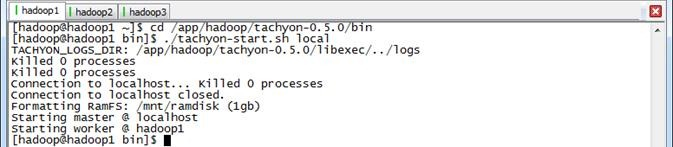 hadoop1 hadoop2 hadoop3
[hadoop@hadoop1 ~]$ cd /app/hadoop/tachyon-0.5.0/bin
[hadoop@hadoop1 bin]$ ./tachyon-start.sh local
TACHYON_LOGS_DIR: /app/hadoop/tachyon-0.5.0/libexec/../logs
Killed 0 processes
Killed 0 processes
Connection to localhost... Killed 0 processes
Connection to localhost closed.
Formatting RamFS: /mnt/ramdisk (1gb)
Starting master @ localhost
Starting worker @ hadoop1
[hadoop@hadoop1 bin]$